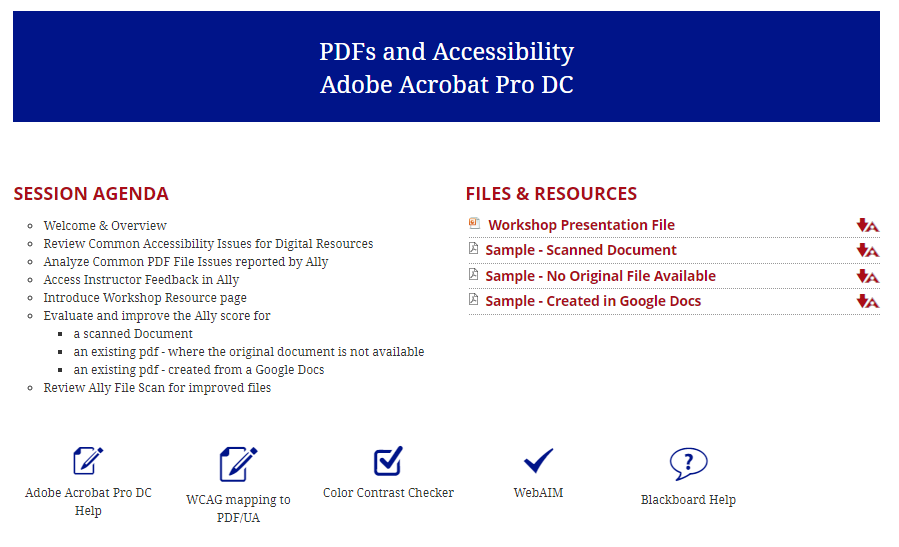 PDFs and Accessibility
Adobe Acrobat Pro DC
SESSION AGENDA
Welcome & Overview
Review Common Accessibility Issues for Digital Resources
Analyze Common PDF File Issues reported by Ally
Access Instructor Feedback in Ally
Introduce Workshop Resource page
Evaluate and improve the Ally score for
a scanned Document
an existing pdf - where the original document is not available
an existing pdf - created from a Google Docs
Review Ally File Scan for improved files
FILES & RESOURCES
Workshop Presentation File
Sample - Scanned Document
Sample - No Original File Available
Sample - Created in Google Docs
Adobe Acrobat Pro DC
Help
WCAG mapping to
PDF/UA
Color Contrast Checker
WebAIM
Blackboard Help